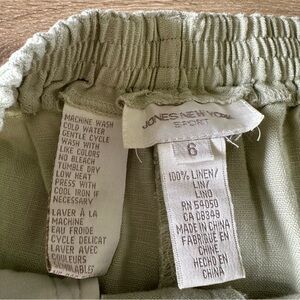 MACHINE WASH
COLD WATER
GENTLE CYCLE
WASH WITH
LIKE COLORS
NO BLEACH
TUMBLE DRY
LOW HEAT
PRESS WITH
COOL IRON IF
NECESSARY
LAVER À LA
MACHINE
EAU FROIDE
CYCLE DELICAT
LAVER AVEC
COULEURS
SEMBLABLES
JONES NEW YORK
SPORT
6
100% LINEN/
LIN/
LINO
RN 54050
CA 08349
MADE IN CHINA
FABRIQUÉ EN
CHINE
HECHO EN
CHINA